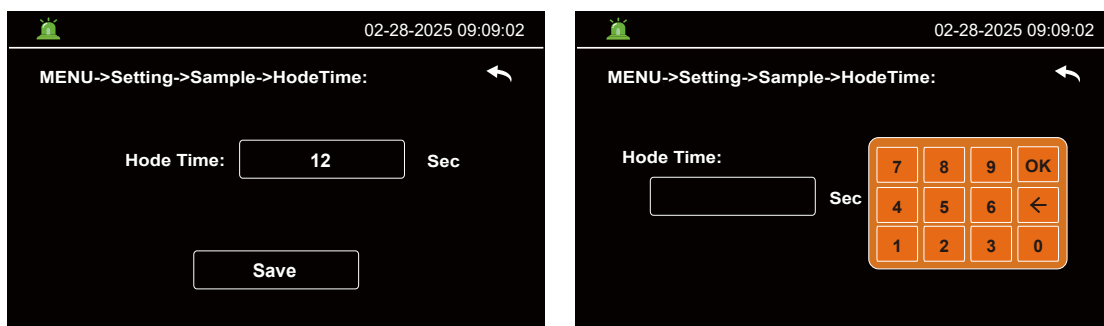 02-28-2025 09:09:02
MENU->Setting->Sample->HodeTime:
Hode Time: 12 Sec
Save
02-28-2025 09:09:02
MENU->Setting->Sample->HodeTime:
Hode Time:
Sec
7 8 9 OK
4 5 6 ←
1 2 3 0